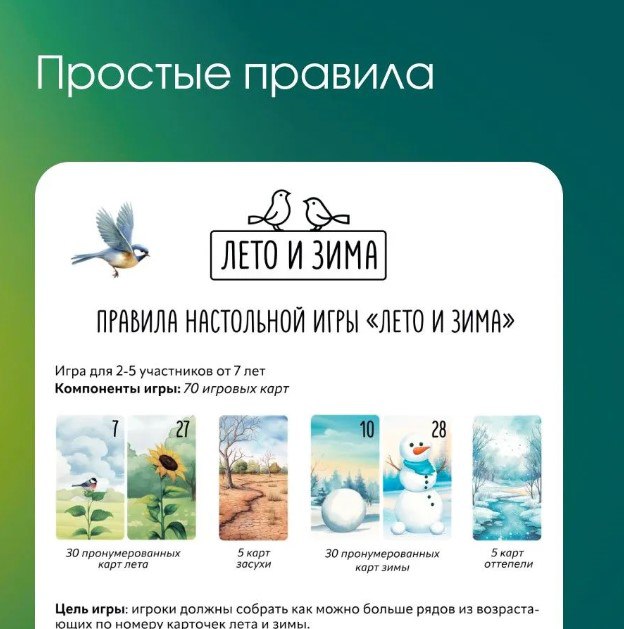 Простые правила
ЛЕТО И ЗИМА
ПРАВИЛА НАСТОЛЬНОЙ ИГРЫ «ЛЕТО И ЗИМА»
Игра для 2-5 участников от 7 лет
Компоненты игры: 70 игровых карт
7 27 10 28
30 пронумерованных
карт лета
5 карт
засухи
30 пронумерованных
карт зимы
5 карт
оттепели
Цель игры: игроки должны собрать как можно больше рядов из возраста-
ющих по номеру карточек лета и зимы.